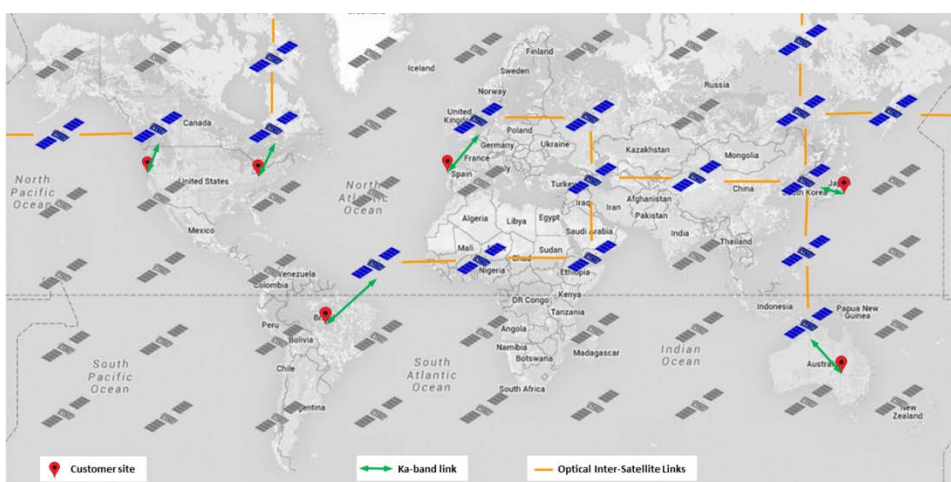 Iceland
Finland
Sweden
Norway
Russia
Canada
United
Kingdom
Poland
Germany
Ukraine
France
Kazakhstan
Mongolia
North
Pacific
Ocean
United States
North
Atlantic
Ocean
Spain
Turkey
China
South Korea
Afghanistan
Iraq
Iran
Pakistan
Mexico
Algeria
Libya
Egypt
Saudi Arabia
India
Thailand
Mali
Chad
Sudan
Nigeria
Ethiopia
Venezuela
Colombia
DR Congo
Kenya
Tanzania
Indonesia
Papua New
Guinea
Peru
Bolivia
Angola
Namibia
Botswana
Madagascar
Chile
South
Pacific
Ocean
South
Atlantic
Ocean
Indian
Ocean
South Africa
New
Zealand
Customer site
Ka-band link
Optical Inter-Satellite Links